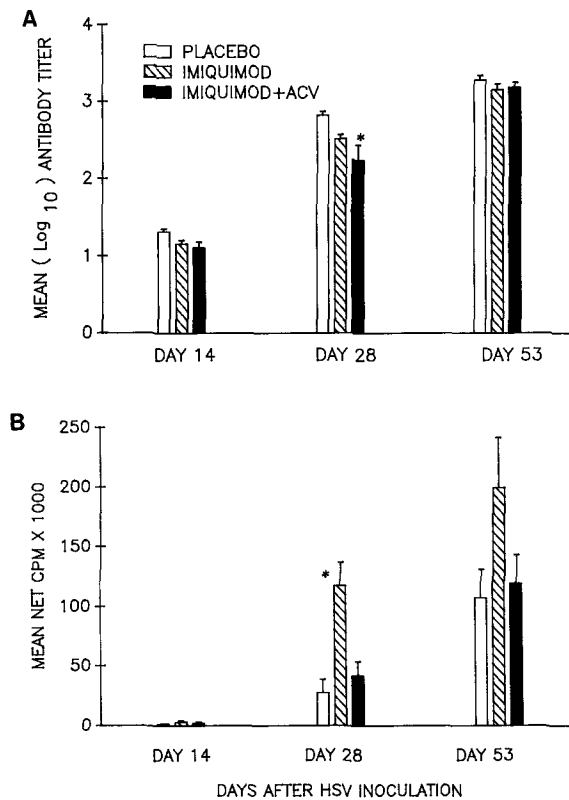 A
PLACEBO
IMIQUIMOD
IMIQUIMOD+ACV
MEAN ( Log 10 ) ANTIBODY TITER
4
3
2
1
0
*
DAY 14 DAY 28 DAY 53
B
MEAN NET CPM X 1000
250
200
150
100
50
0
*
DAY 14 DAY 28 DAY 53
DAYS AFTER HSV INOCULATION